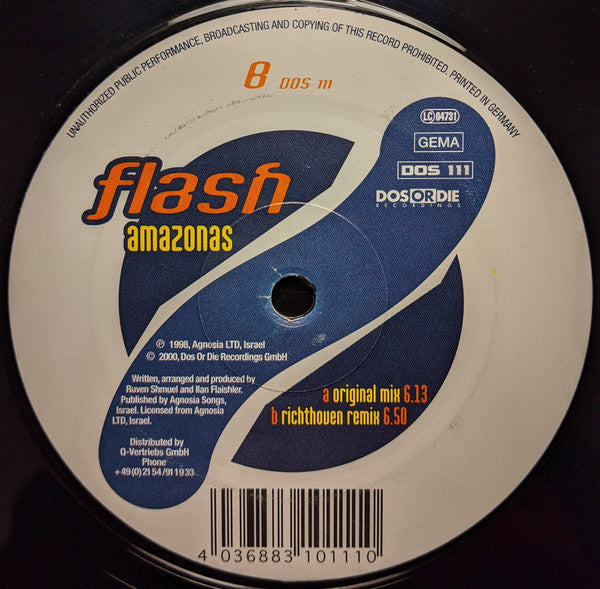 UNAUTHORIZED PUBLIC PERFORMANCE, BROADCASTING AND COPYING OF THIS RECORD PROHIBITED. PRINTED IN GERMANY
B DOS 111
LC 04731
GEMA
DOS 111
DOS OR DIE
RECORDINGS
flash
amazonas
℗ 1998, Agnosia LTD, Israel
© 2000, Dos Or Die Recordings GmbH
Written, arranged and produced by
Ruven Shmuel and Ilan Flaishler.
Published by Agnosia Songs,
Israel. Licensed from Agnosia
LTD, Israel.
Distributed by
Q-Vertriebs GmbH
Phone
+49 (0) 21 54/91 19 33
a original mix 6.13
b richthoven remix 6.50
4 036883 101110